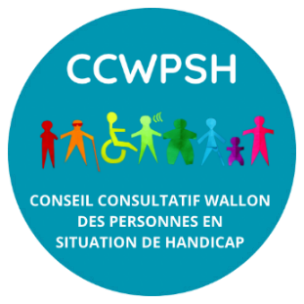 CCWPSH
CONSEIL CONSULTATIF WALLON
DES PERSONNES EN
SITUATION DE HANDICAP